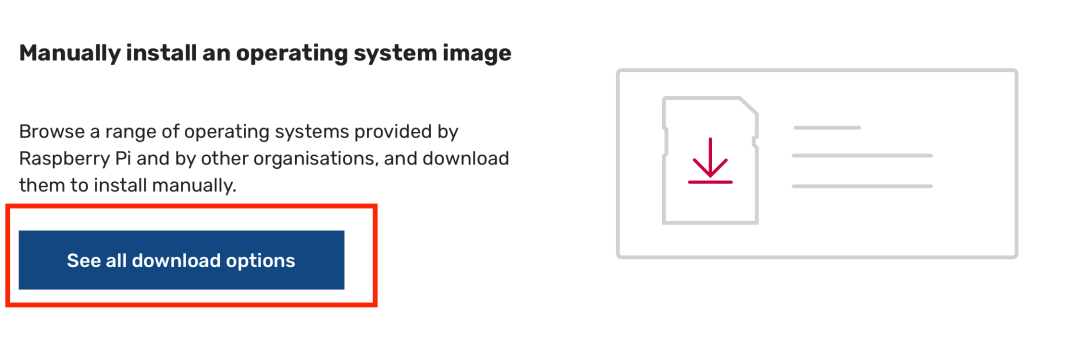 Manually install an operating system image
Browse a range of operating systems provided by
Raspberry Pi and by other organisations, and download
them to install manually.
See all download options